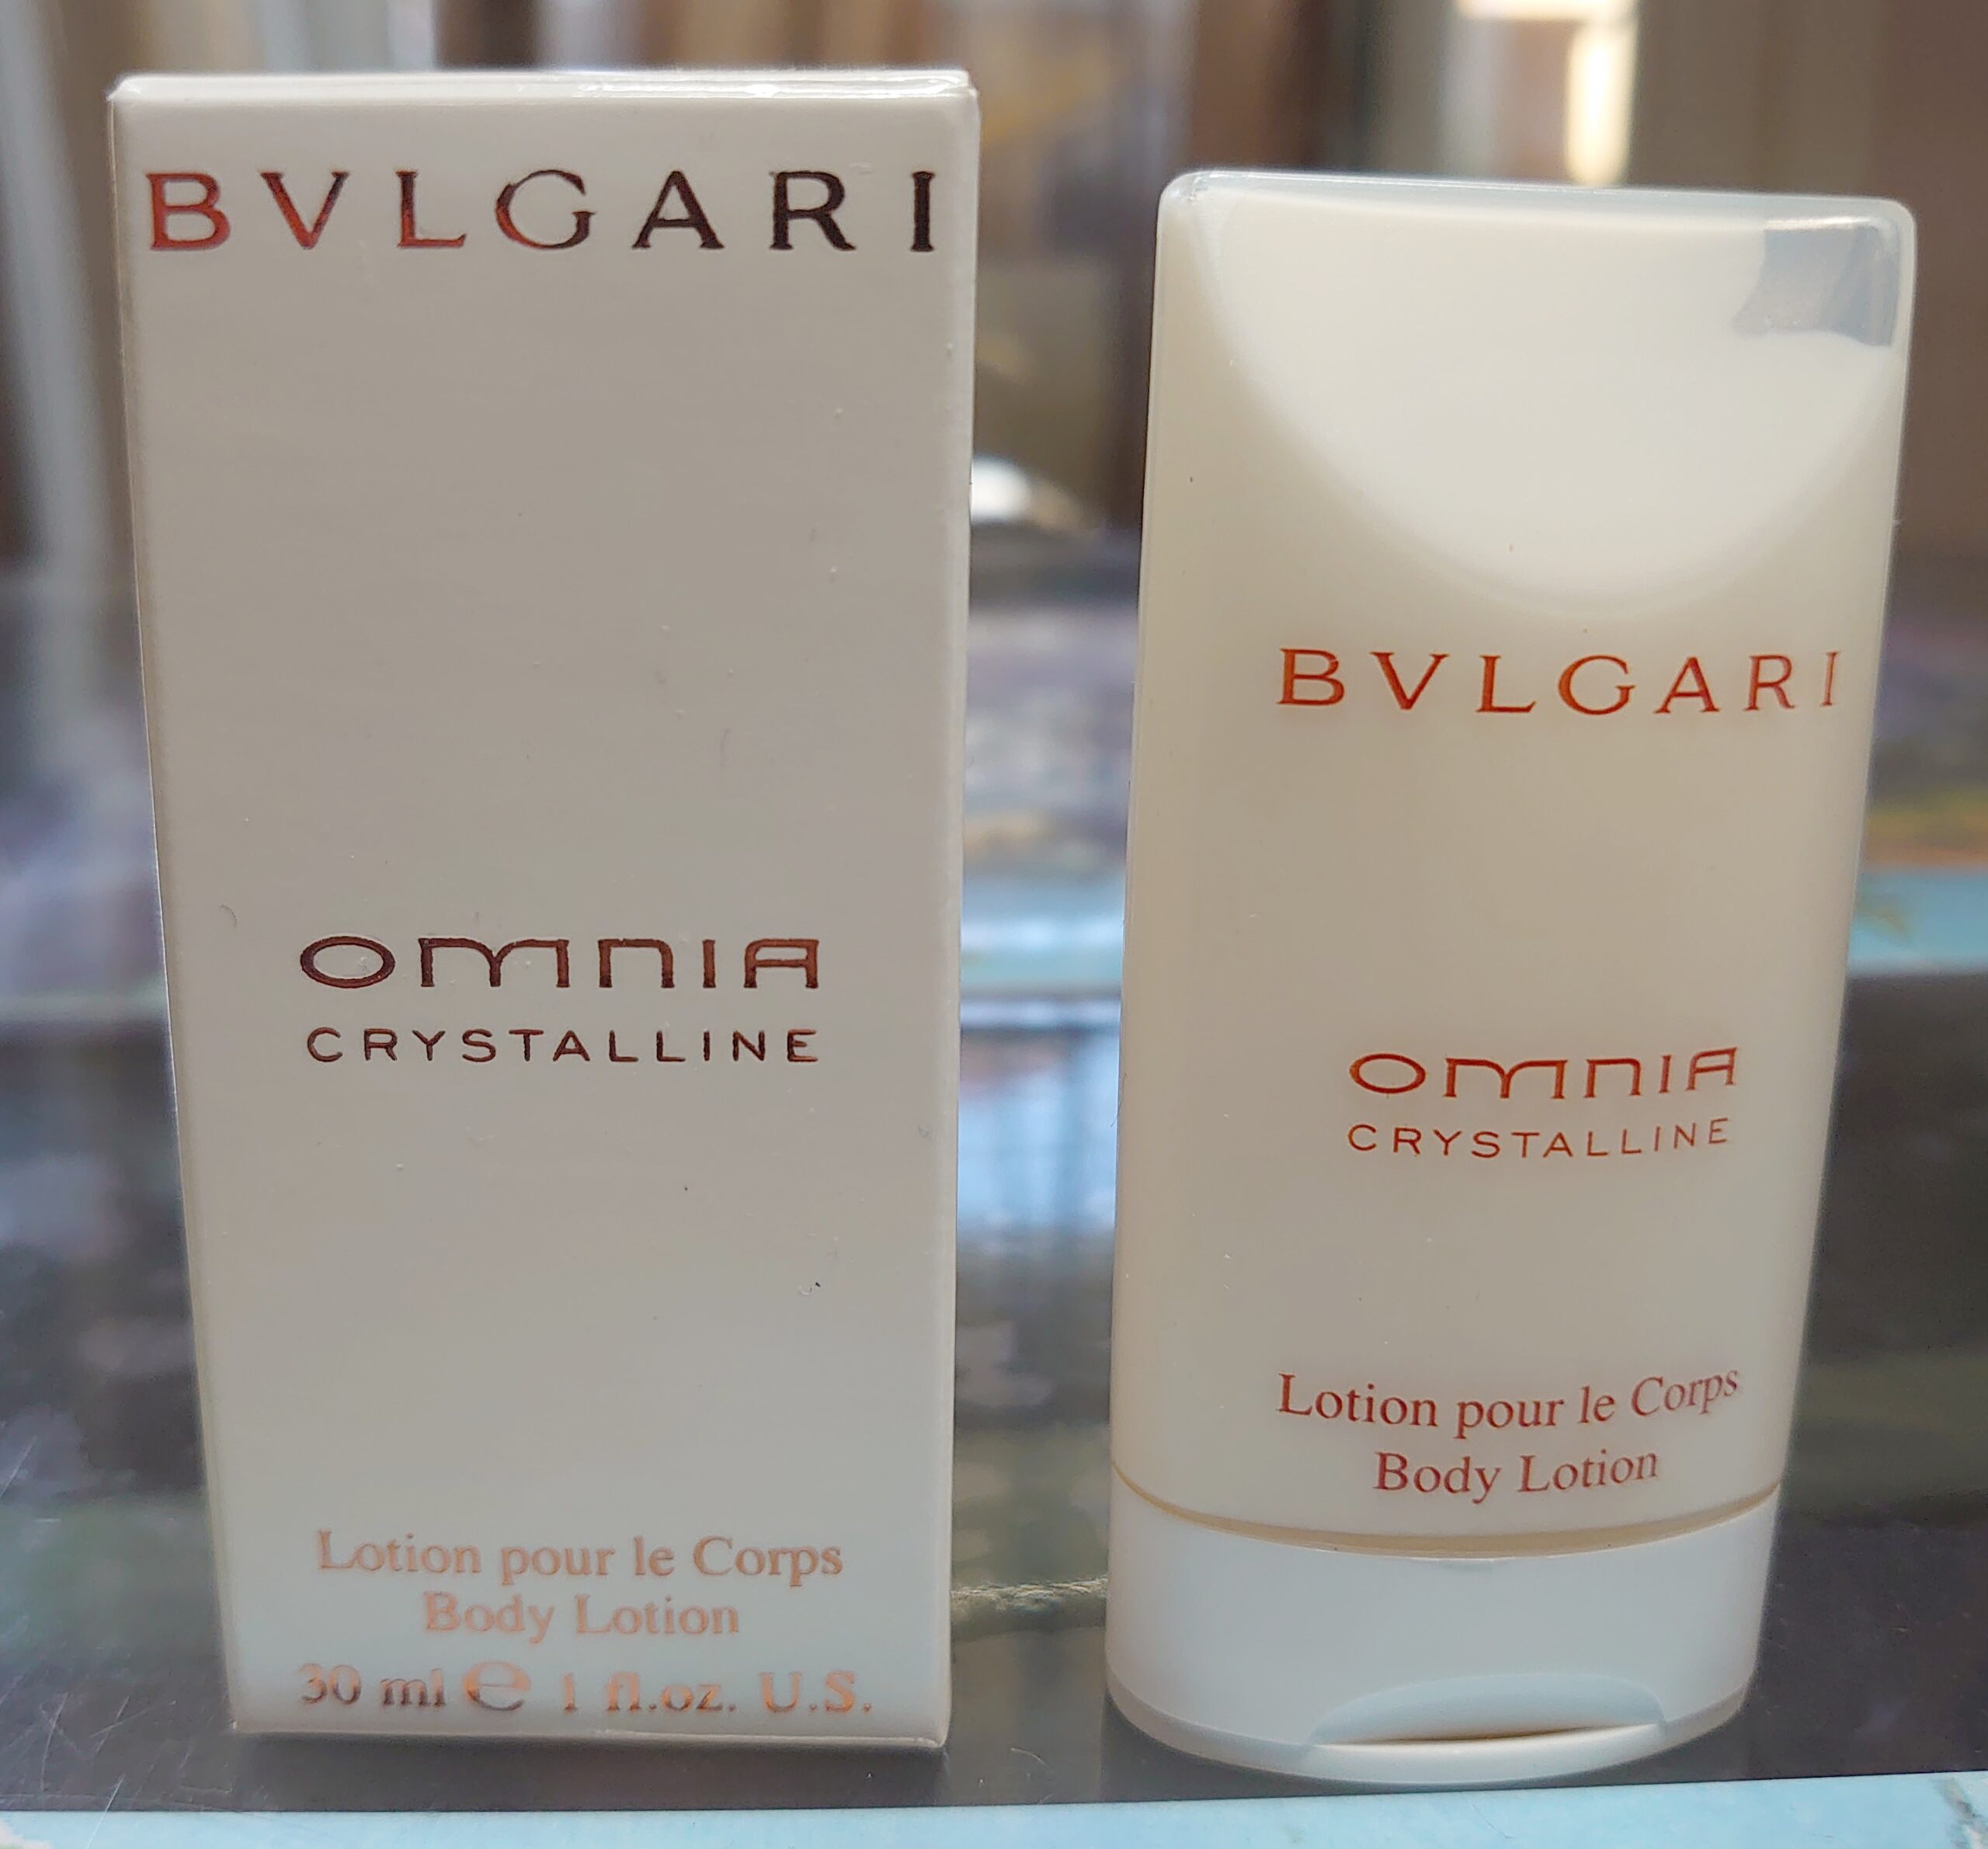 BVLGARI
OMNIA
CRYSTALLINE
Lotion pour le Corps
Body Lotion
30 ml e 1 fl.oz. U.S.
BVLGARI
OMNIA
CRYSTALLINE
Lotion pour le Corps
Body Lotion